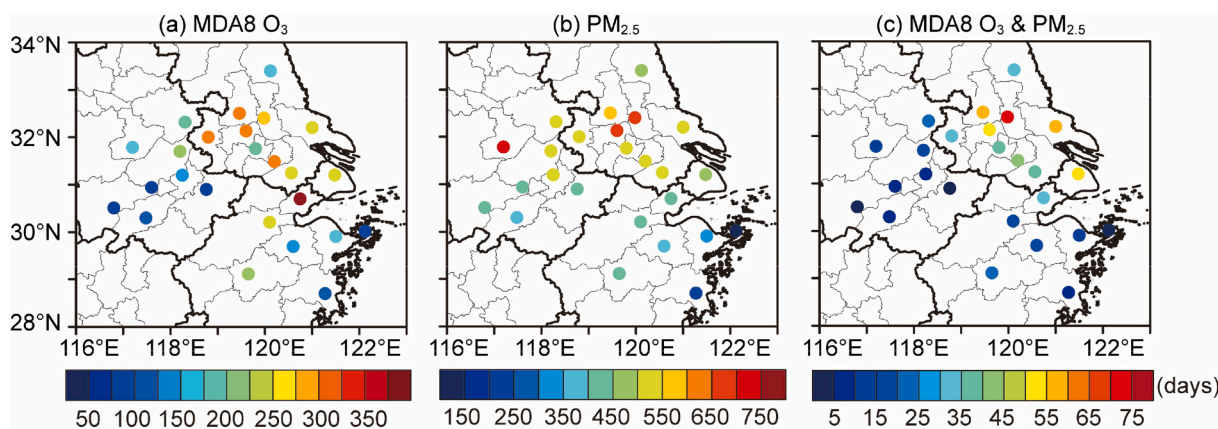 (a) MDA8 O₃ (b) PM₂.₅ (c) MDA8 O₃ & PM₂.₅
34°N
32°N
30°N
28°N
116°E 118°E 120°E 122°E 116°E 118°E 120°E 122°E 116°E 118°E 120°E 122°E
50 100 150 200 250 300 350 150 250 350 450 550 650 750 5 15 25 35 45 55 65 75 (days)